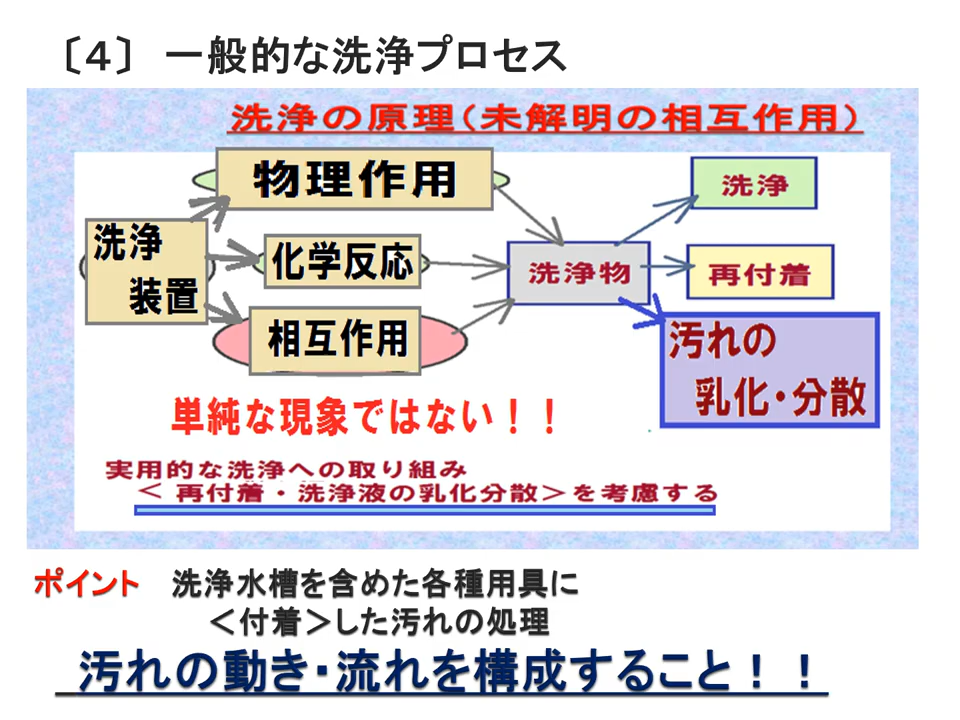 〔４〕 一般的な洗浄プロセス
洗浄の原理（未解明の相互作用）
物理作用
洗浄
洗浄
装置
化学反応
洗浄物
再付着
相互作用
汚れの
乳化・分散
単純な現象ではない！！
実用的な洗浄への取り組み
＜ 再付着・洗浄液の乳化分散＞を考慮する
ポイント 洗浄水槽を含めた各種用具に
＜付着＞した汚れの処理
汚れの動き・流れを構成すること！！